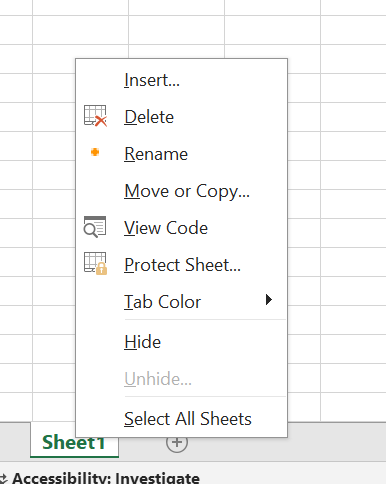 Insert...
Delete
Rename
Move or Copy...
View Code
Protect Sheet...
Tab Color
Hide
Unhide...
Select All Sheets
Sheet1
Accessibility: Investigate